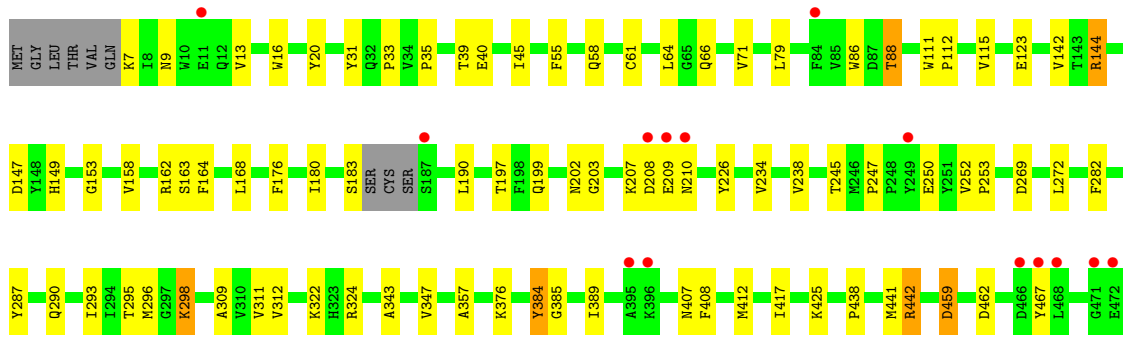 MET GLY LEU THR VAL GLN K7 I8 N9 W10 E11 Q12 V13 W16 Y20 Y31 Q32 P33 V34 P35 T39 E40 I45 F55 Q58 C61 L64 G65 Q66 V71 L79 F84 V85 W86 D87 T88 W111 P112 V115 E123 V142 T143 R144
D147 Y148 H149 G153 V158 R162 S163 F164 L168 F176 I180 S183 SER CYS SER S187 L190 T197 F198 Q199 N202 G203 K207 D208 E209 N210 Y226 V234 V238 T245 M246 P247 P248 Y249 E250 Y251 V252 P253 D269 L272 F282
Y287 Q290 I293 I294 T295 M296 G297 K298 A309 V310 V311 V312 K322 H323 R324 A343 V347 A357 K376 Y384 G385 I389 A395 K396 N407 F408 M412 I417 K425 P438 M441 R442 D459 D462 D466 Y467 L468 G471 E472